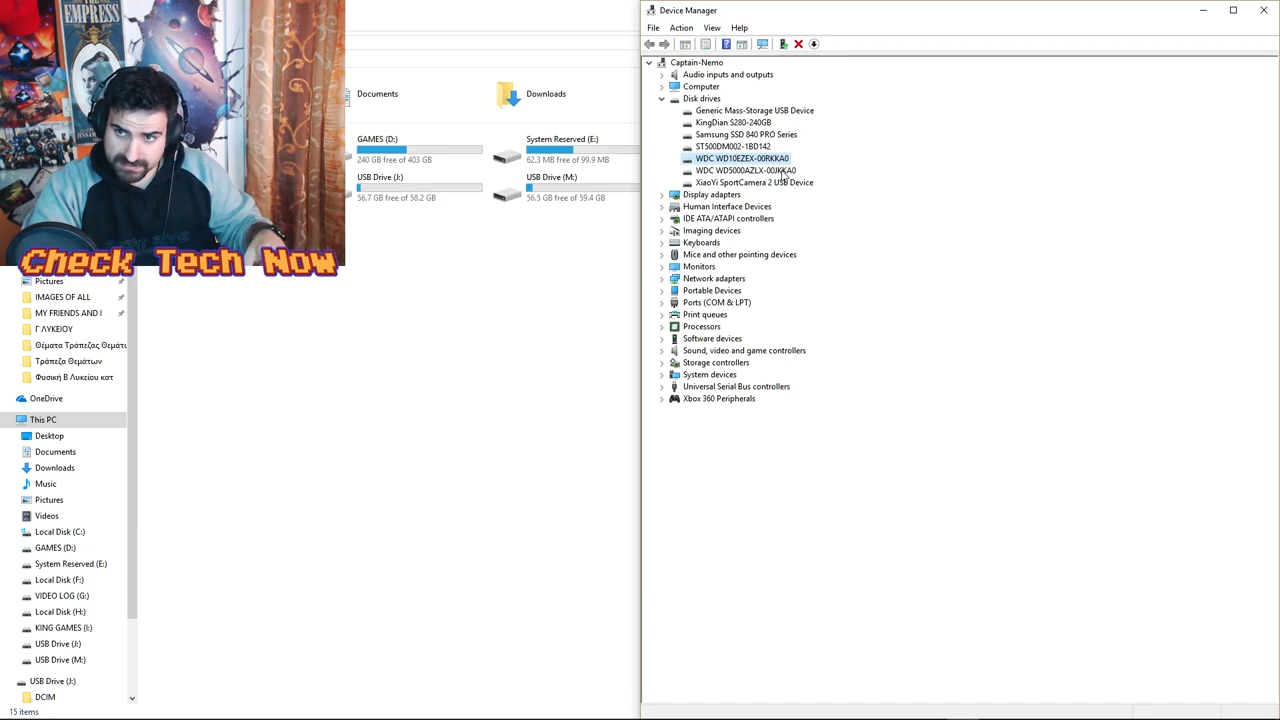 THE
EMPRESS
Check Tech Now
Documents
Downloads
GAMES (D:)
240 GB free of 403 GB
System Reserved (E:)
62.3 MB free of 99.9 MB
USB Drive (J:)
56.7 GB free of 58.2 GB
USB Drive (M:)
56.5 GB free of 59.4 GB
Pictures
IMAGES OF ALL
MY FRIENDS AND I
Γ ΛΥΚΕΙΟΥ
Θέματα Τράπεζας Θεμάτω
Τράπεζα Θεμάτων
Φυσική Β Λυκείου κατ
OneDrive
This PC
Desktop
Documents
Downloads
Music
Pictures
Videos
Local Disk (C:)
GAMES (D:)
System Reserved (E:)
Local Disk (F:)
VIDEO LOG (G:)
Local Disk (H:)
KING GAMES (I:)
USB Drive (J:)
USB Drive (M:)
USB Drive (J:)
DCIM
15 items
Device Manager
File Action View Help
Captain-Nemo
Audio inputs and outputs
Computer
Disk drives
Generic Mass-Storage USB Device
KingDian S280-240GB
Samsung SSD 840 PRO Series
ST500DM002-1BD142
WDC WD10EZEX-00RKKA0
WDC WD5000AZLX-00JKKA0
XiaoYi SportCamera 2 USB Device
Display adapters
Human Interface Devices
IDE ATA/ATAPI controllers
Imaging devices
Keyboards
Mice and other pointing devices
Monitors
Network adapters
Portable Devices
Ports (COM & LPT)
Print queues
Processors
Software devices
Sound, video and game controllers
Storage controllers
System devices
Universal Serial Bus controllers
Xbox 360 Peripherals